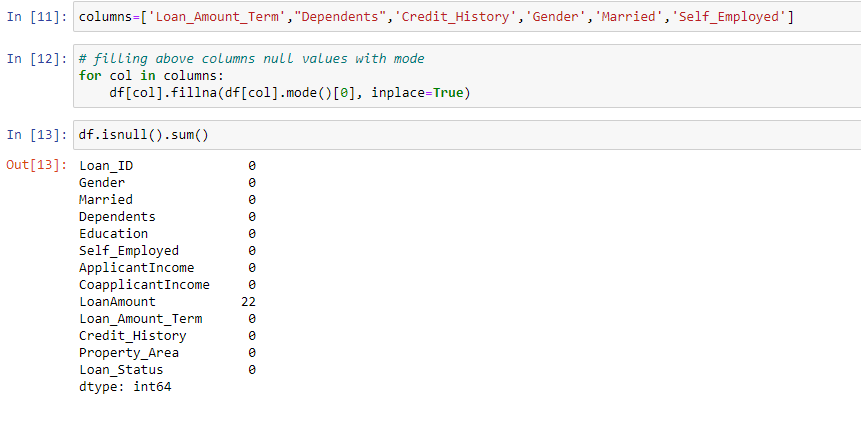 In [11]: columns=['Loan_Amount_Term',"Dependents",'Credit_History','Gender','Married','Self_Employed']
In [12]: # filling above columns null values with mode
for col in columns:
    df[col].fillna(df[col].mode()[0], inplace=True)
In [13]: df.isnull().sum()
Out[13]: Loan_ID 0
Gender 0
Married 0
Dependents 0
Education 0
Self_Employed 0
ApplicantIncome 0
CoapplicantIncome 0
LoanAmount 22
Loan_Amount_Term 0
Credit_History 0
Property_Area 0
Loan_Status 0
dtype: int64